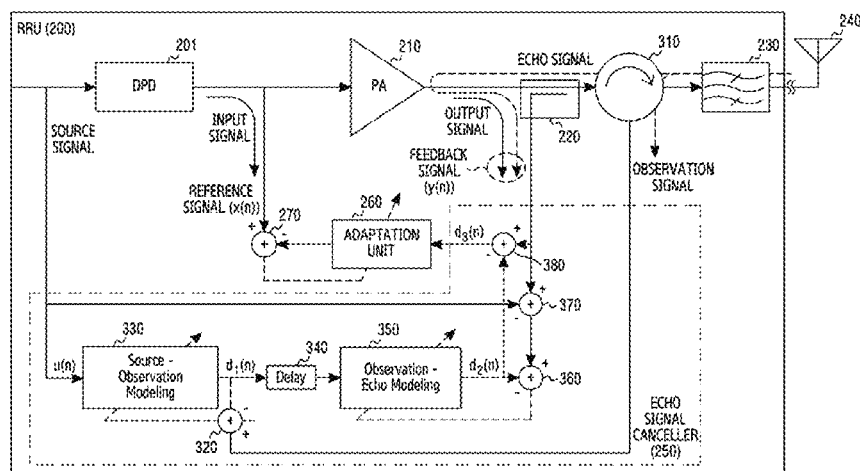 RRU (200)
240
201
210
310
230
ECHO SIGNAL
DPD
PA
SOURCE
SIGNAL
INPUT
SIGNAL
OUTPUT
SIGNAL
220
FEEDBACK
SIGNAL
(y(n))
OBSERVATION
SIGNAL
REFERENCE
SIGNAL (x(n))
260
270
+
-
+
ADAPTATION
UNIT
d₃(n)
+
+
-
380
+
+
370
-
330
350
340
u(n)
Source -
Observation
Modeling
d₁(n)
Delay
Observation -
Echo Modeling
d₂(n)
+
+
-
360
+
-
+
320
ECHO
SIGNAL
CANCELLER
(250)